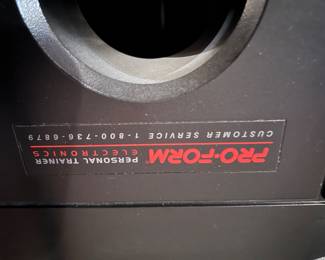 PRO-FORM PERSONAL TRAINER
ELECTRONICS
CUSTOMER SERVICE 1-800-736-6879